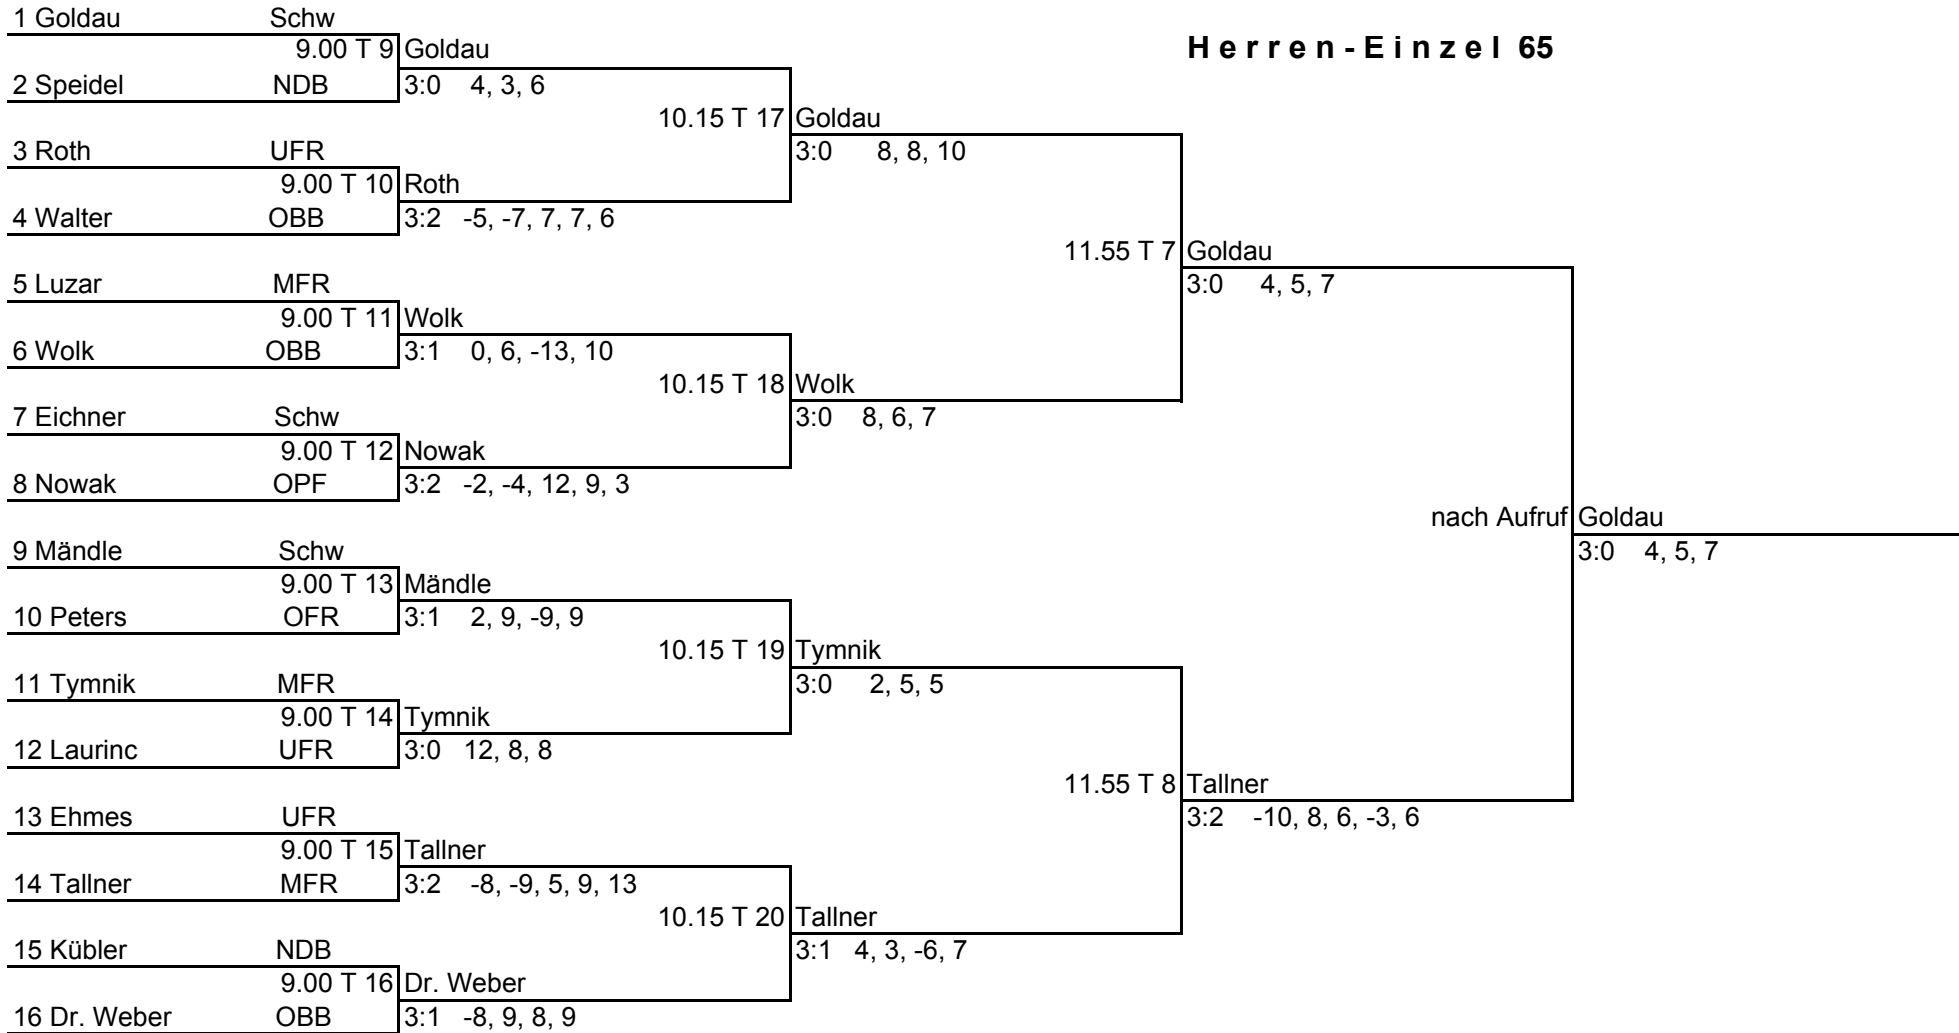 1 Goldau Schw
9.00 T 9 Goldau
H e r r e n - E i n z e l 65
2 Speidel NDB 3:0 4, 3, 6
10.15 T 17 Goldau
3 Roth UFR 3:0 8, 8, 10
9.00 T 10 Roth
4 Walter OBB 3:2 -5, -7, 7, 7, 6
11.55 T 7 Goldau
5 Luzar MFR 3:0 4, 5, 7
9.00 T 11 Wolk
6 Wolk OBB 3:1 0, 6, -13, 10
10.15 T 18 Wolk
7 Eichner Schw 3:0 8, 6, 7
9.00 T 12 Nowak
8 Nowak OPF 3:2 -2, -4, 12, 9, 3
nach Aufruf Goldau
9 Mändle Schw 3:0 4, 5, 7
9.00 T 13 Mändle
10 Peters OFR 3:1 2, 9, -9, 9
10.15 T 19 Tymnik
11 Tymnik MFR 3:0 2, 5, 5
9.00 T 14 Tymnik
12 Laurinc UFR 3:0 12, 8, 8
11.55 T 8 Tallner
13 Ehmes UFR 3:2 -10, 8, 6, -3, 6
9.00 T 15 Tallner
14 Tallner MFR 3:2 -8, -9, 5, 9, 13
10.15 T 20 Tallner
15 Kübler NDB 3:1 4, 3, -6, 7
9.00 T 16 Dr. Weber
16 Dr. Weber OBB 3:1 -8, 9, 8, 9